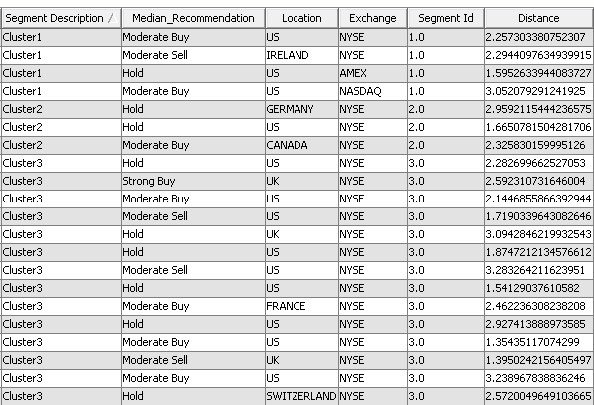 Segment Description Median_Recommendation Location Exchange Segment Id Distance
Cluster1 Moderate Buy US NYSE 1.0 2.257303380752307
Cluster1 Moderate Sell IRELAND NYSE 1.0 2.2944097634939915
Cluster1 Hold US AMEX 1.0 1.5952633944083727
Cluster1 Moderate Buy US NASDAQ 1.0 3.052079291241925
Cluster2 Hold GERMANY NYSE 2.0 2.9592115444236575
Cluster2 Hold US NYSE 2.0 1.6650781504281706
Cluster2 Moderate Buy CANADA NYSE 2.0 2.325830159995126
Cluster3 Hold US NYSE 3.0 2.282699662527053
Cluster3 Strong Buy UK NYSE 3.0 2.592310731646004
Cluster3 Moderate Buy US NYSE 3.0 2.1446855866392944
Cluster3 Moderate Sell US NYSE 3.0 1.7190339643082646
Cluster3 Hold UK NYSE 3.0 3.0942846219932543
Cluster3 Hold US NYSE 3.0 1.8747212134576612
Cluster3 Moderate Sell US NYSE 3.0 3.283264211623951
Cluster3 Hold US NYSE 3.0 1.541290376 10582
Cluster3 Moderate Buy FRANCE NYSE 3.0 2.462236308238208
Cluster3 Hold US NYSE 3.0 2.927413888973585
Cluster3 Moderate Buy US NYSE 3.0 1.35435117074299
Cluster3 Moderate Sell UK NYSE 3.0 1.3950242156405497
Cluster3 Moderate Buy US NYSE 3.0 3.238967838836246
Cluster3 Hold SWITZERLAND NYSE 3.0 2.5720049649103665